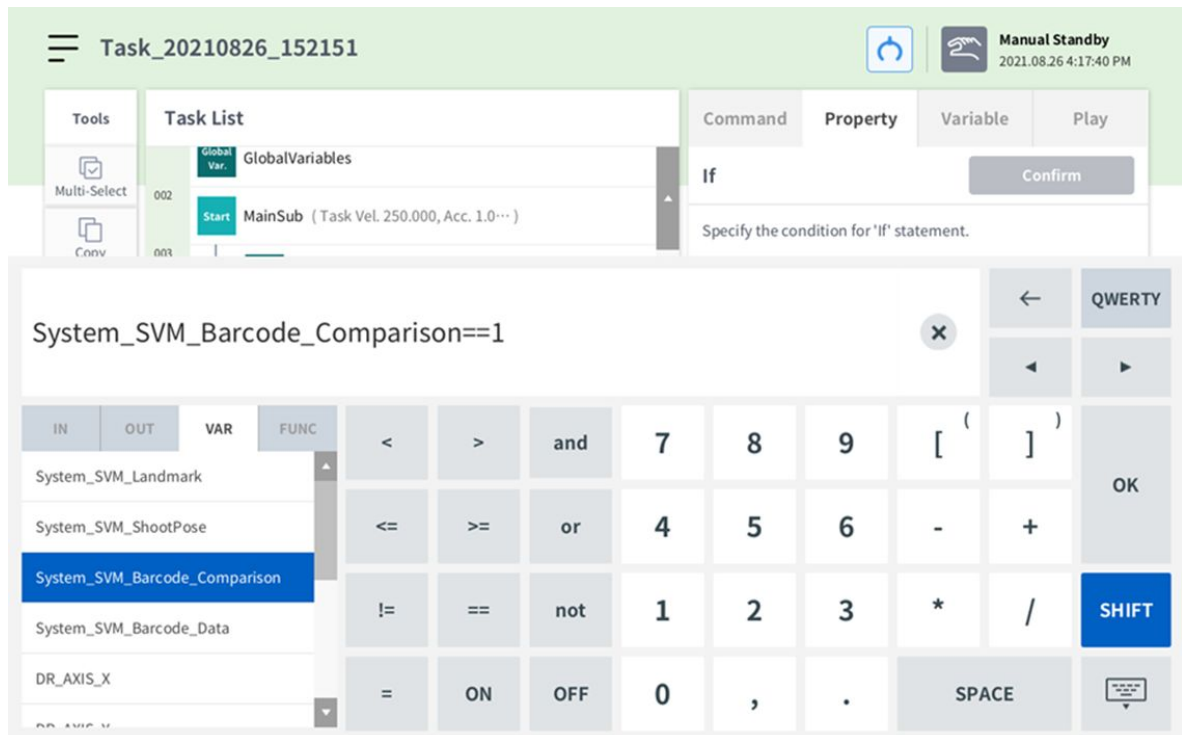 Task_20210826_152151
Manual Standby
2021.08.26 4:17:40 PM
Tools
Task List
Command
Property
Variable
Play
Multi-Select
Copy
Global Var.
GlobalVariables
002
Start
MainSub ( Task Vel. 250.000, Acc. 1.0··· )
003
If
Confirm
Specify the condition for 'If' statement.
System_SVM_Barcode_Comparison==1
←
QWERTY
IN
OUT
VAR
FUNC
System_SVM_Landmark
System_SVM_ShootPose
System_SVM_Barcode_Comparison
System_SVM_Barcode_Data
DR_AXIS_X
< > and 7 8 9 [ ( ] )
OK
<= >= or 4 5 6 - +
!= == not 1 2 3 * / SHIFT
= ON OFF 0 , . SPACE